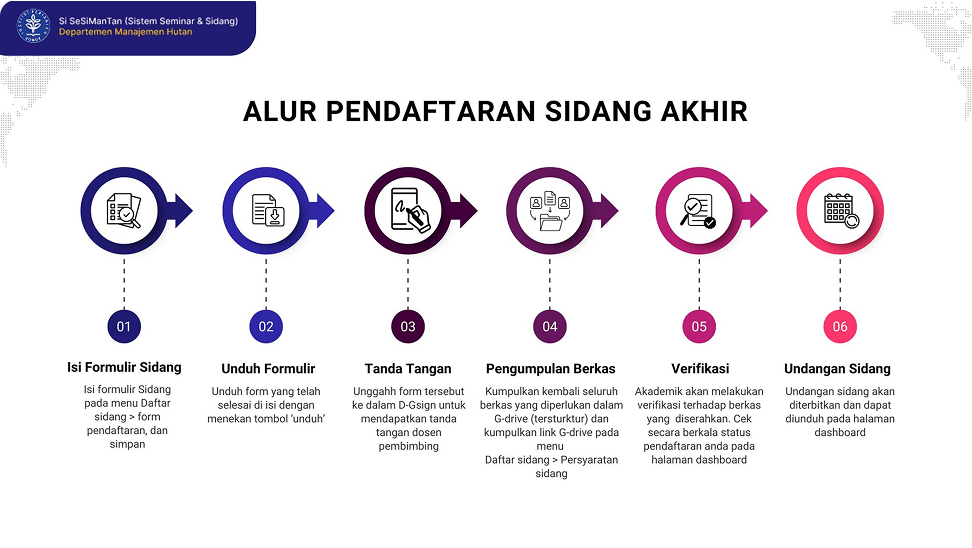 Si SeSiManTan (Sistem Seminar & Sidang)
Departemen Manajemen Hutan
ALUR PENDAFTARAN SIDANG AKHIR
01
Isi Formulir Sidang
Isi formulir Sidang
pada menu Daftar
sidang > form
pendaftaran, dan
simpan
02
Unduh Formulir
Unduh form yang telah
selesai di isi dengan
menekan tombol ‘unduh’
03
Tanda Tangan
Unggahh form tersebut
ke dalam D-Gsign untuk
mendapatkan tanda
tangan dosen
pembimbing
04
Pengumpulan Berkas
Kumpulkan kembali seluruh
berkas yang diperlukan dalam
G-drive (tersturktur) dan
kumpulkan link G-drive pada
menu
Daftar sidang > Persyaratan
sidang
05
Verifikasi
Akademik akan melakukan
verifikasi terhadap berkas
yang diserahkan. Cek
secara berkala status
pendaftaran anda pada
halaman dashboard
06
Undangan Sidang
Undangan sidang akan
diterbitkan dan dapat
diunduh pada halaman
dashboard